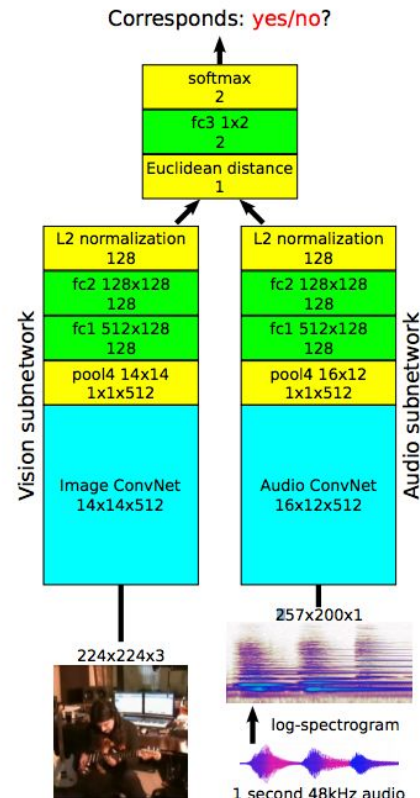 Corresponds: yes/no?
softmax
2
fc3 1x2
2
Euclidean distance
1
Vision subnetwork
L2 normalization
128
fc2 128x128
128
fc1 512x128
128
pool4 14x14
1x1x512
Image ConvNet
14x14x512
224x224x3
L2 normalization
128
fc2 128x128
128
fc1 512x128
128
pool4 16x12
1x1x512
Audio ConvNet
16x12x512
Audio subnetwork
257x200x1
log-spectrogram
1 second 48kHz audio